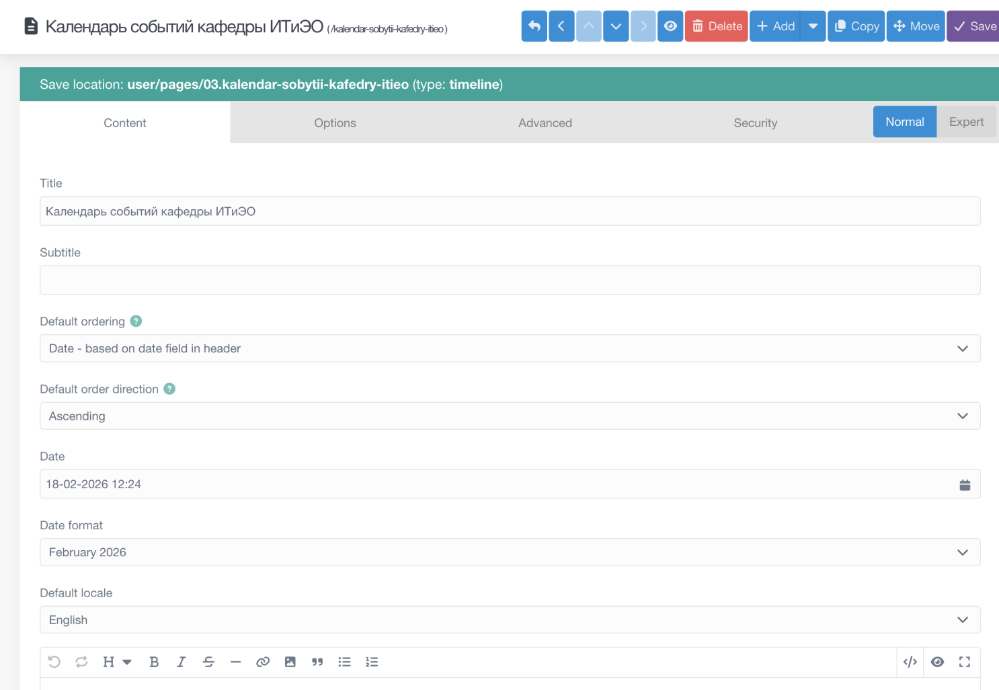 Календарь событий кафедры ИТиЭО (/kalendar-sobytii-kafedry-itieo)
Delete
Add
Copy
Move
Save
Save location: user/pages/03.kalendar-sobytii-kafedry-itieo (type: timeline)
Content
Options
Advanced
Security
Normal
Expert
Title
Календарь событий кафедры ИТиЭО
Subtitle
Default ordering ?
Date - based on date field in header
Default order direction ?
Ascending
Date
18-02-2026 12:24
Date format
February 2026
Default locale
English